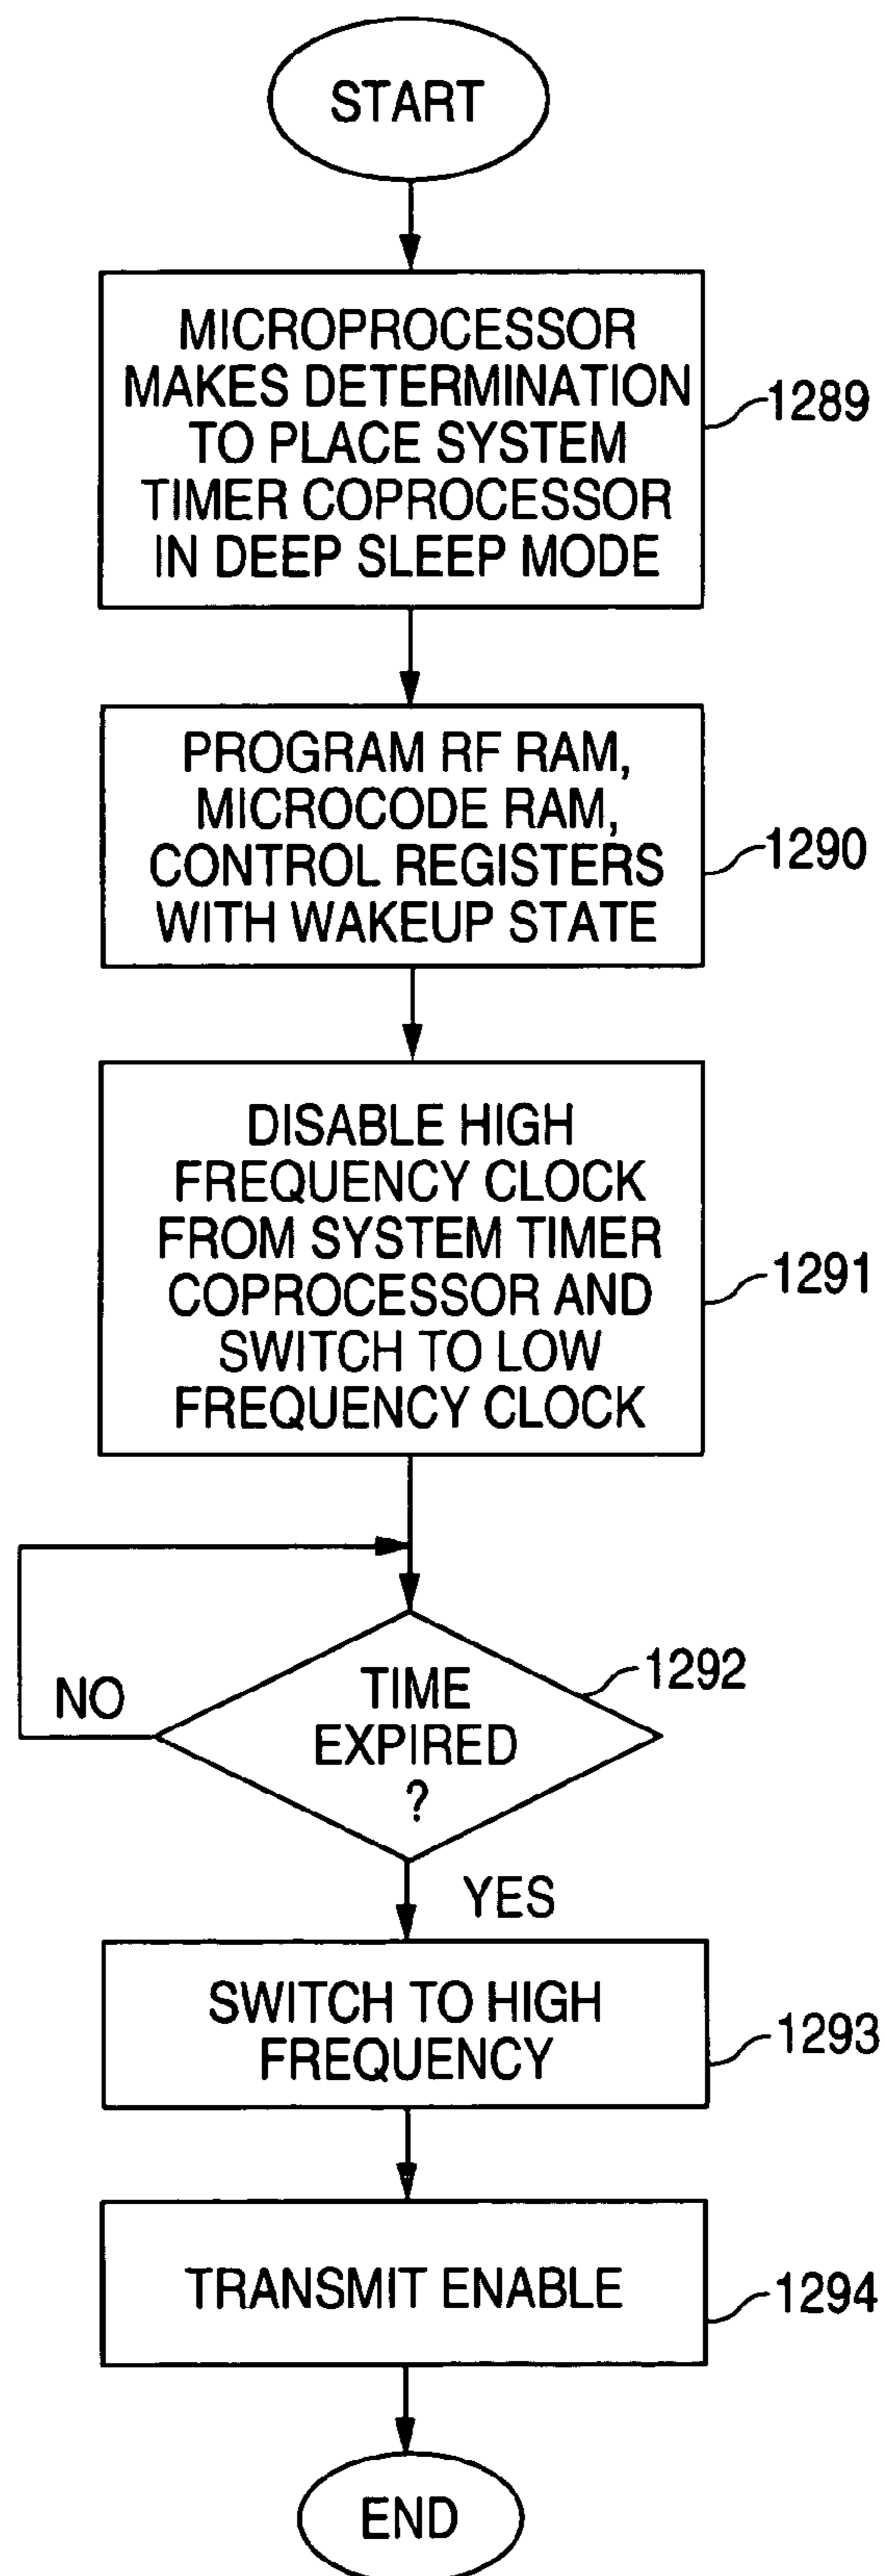 START
MICROPROCESSOR
MAKES DETERMINATION
TO PLACE SYSTEM
TIMER COPROCESSOR
IN DEEP SLEEP MODE
1289
PROGRAM RF RAM,
MICROCODE RAM,
CONTROL REGISTERS
WITH WAKEUP STATE
1290
DISABLE HIGH
FREQUENCY CLOCK
FROM SYSTEM TIMER
COPROCESSOR AND
SWITCH TO LOW
FREQUENCY CLOCK
1291
TIME
EXPIRED
?
1292
NO
YES
SWITCH TO HIGH
FREQUENCY
1293
TRANSMIT ENABLE
1294
END